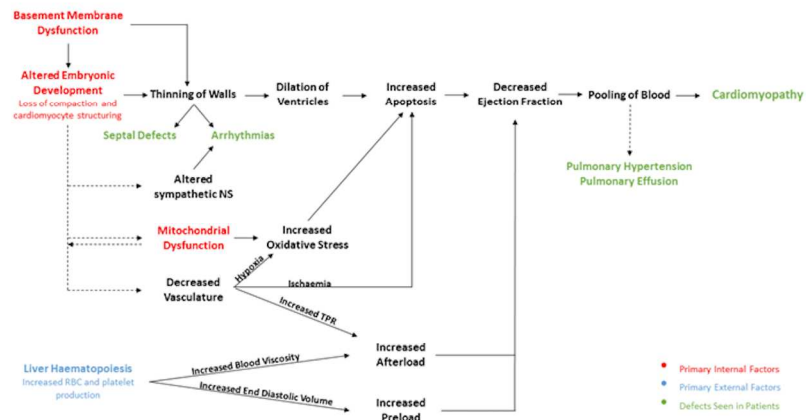 Basement Membrane
Dysfunction
Altered Embryonic
Development
Loss of compaction and
cardiomyocyte structuring
Thinning of Walls
Dilation of
Ventricles
Increased
Apoptosis
Decreased
Ejection Fraction
Pooling of Blood
Cardiomyopathy
Septal Defects
Arrhythmias
Pulmonary Hypertension
Pulmonary Effusion
Altered
sympathetic NS
Mitochondrial
Dysfunction
Increased
Oxidative Stress
Hypoxia
Decreased
Vasculature
Ischaemia
Increased TPR
Increased
Afterload
Liver Haematopoiesis
Increased RBC and platelet
production
Increased Blood Viscosity
Increased End Diastolic Volume
Increased
Preload
Primary Internal Factors
Primary External Factors
Defects Seen in Patients